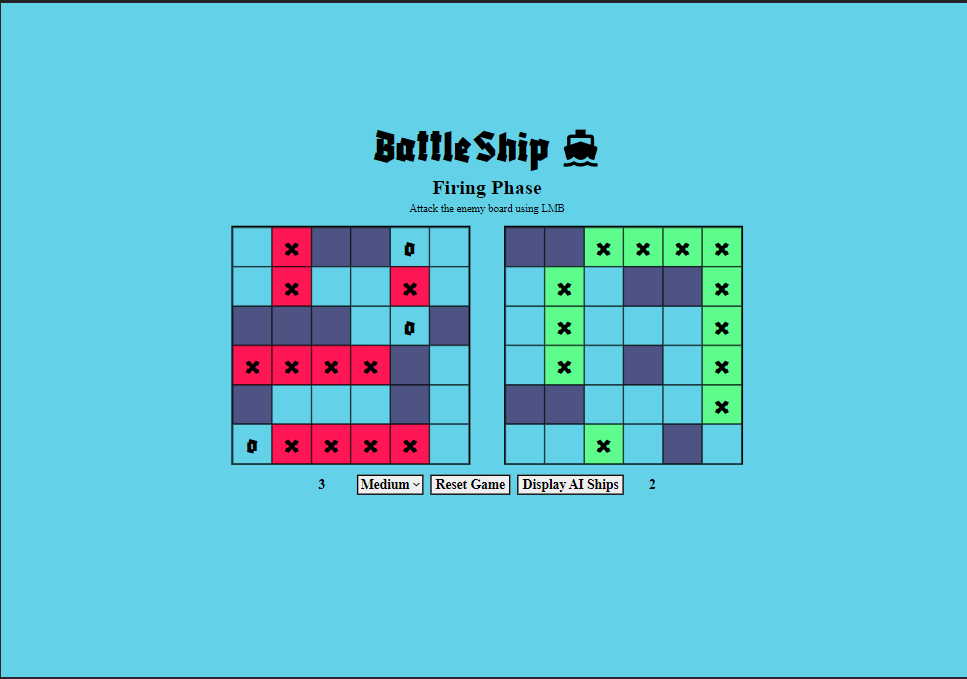 BattleShip
Firing Phase
Attack the enemy board using LMB
x o x x x x
x x x x
o x x
x x x x x x
x
o x x x x x
3 Medium Reset Game Display AI Ships 2